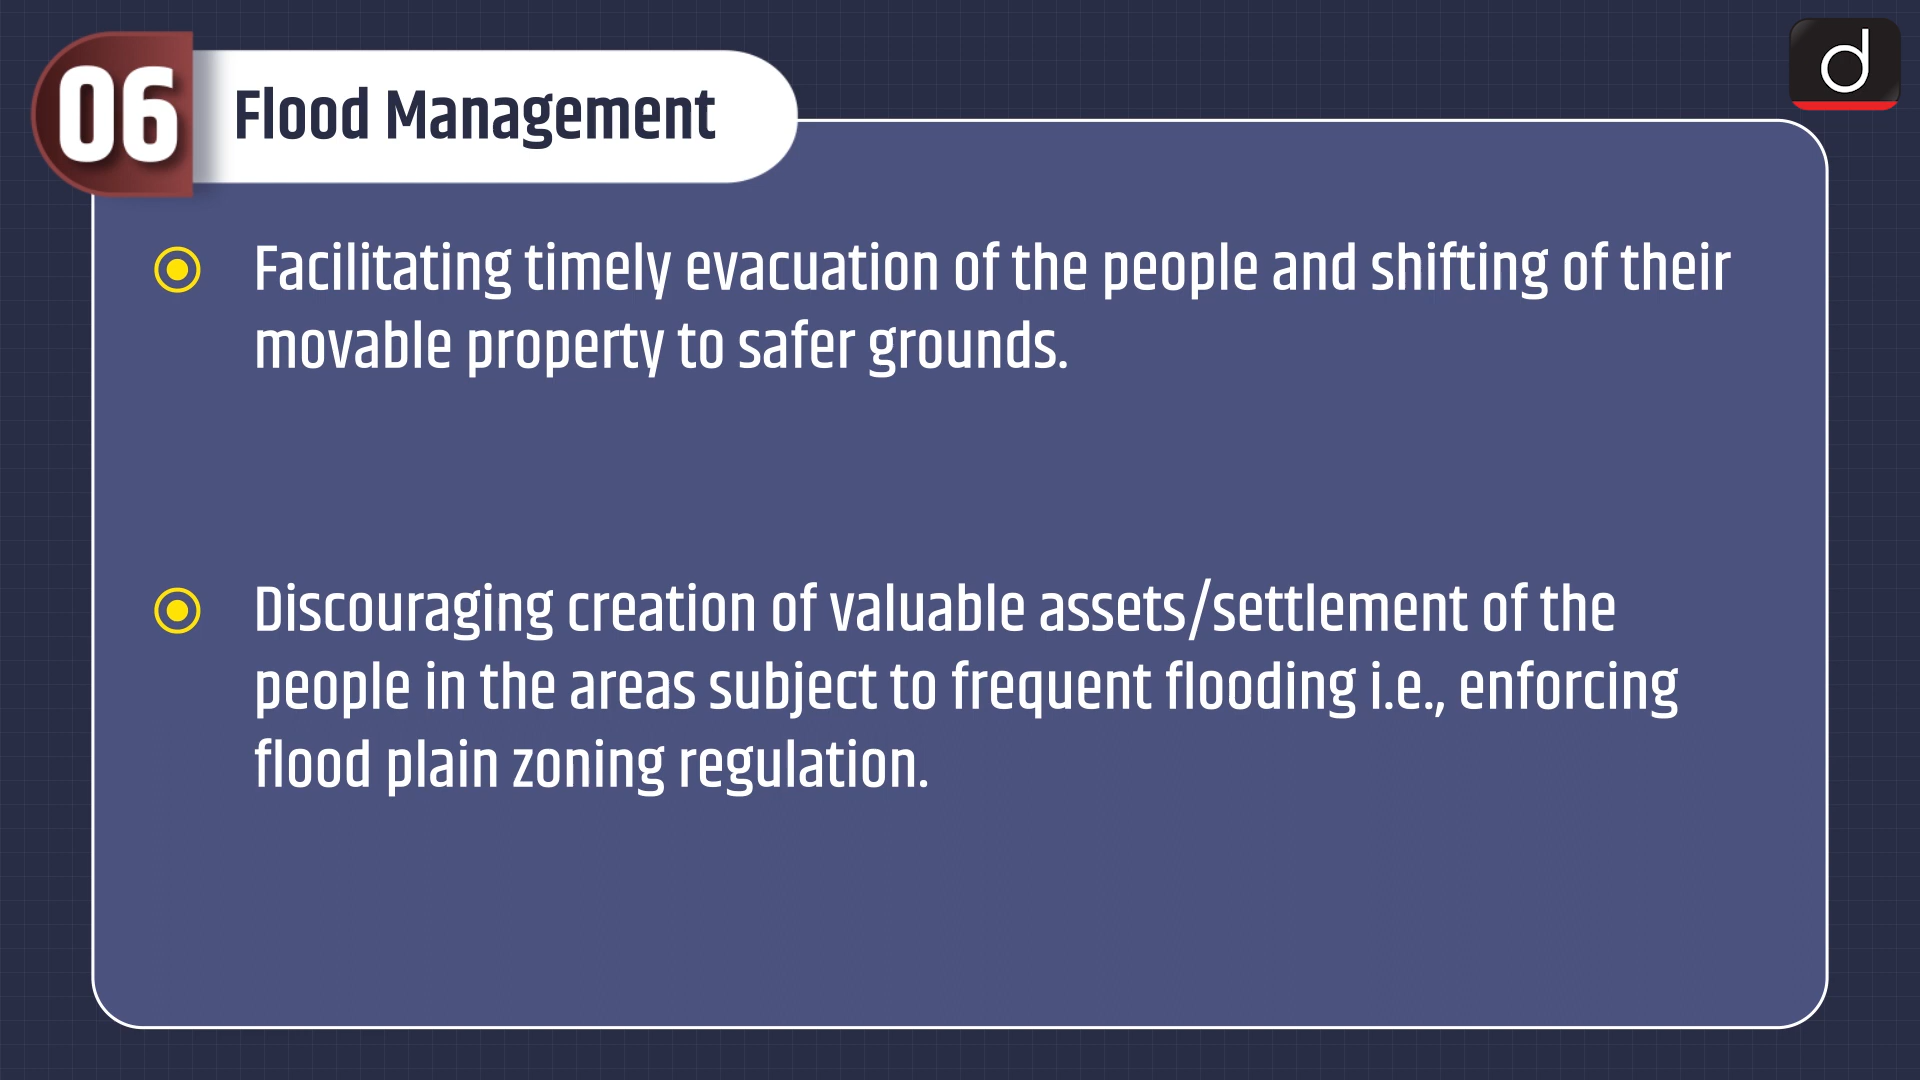 06
Flood Management
d
Facilitating timely evacuation of the people and shifting of their
movable property to safer grounds.
Discouraging creation of valuable assets/settlement of the
people in the areas subject to frequent flooding i.e., enforcing
flood plain zoning regulation.